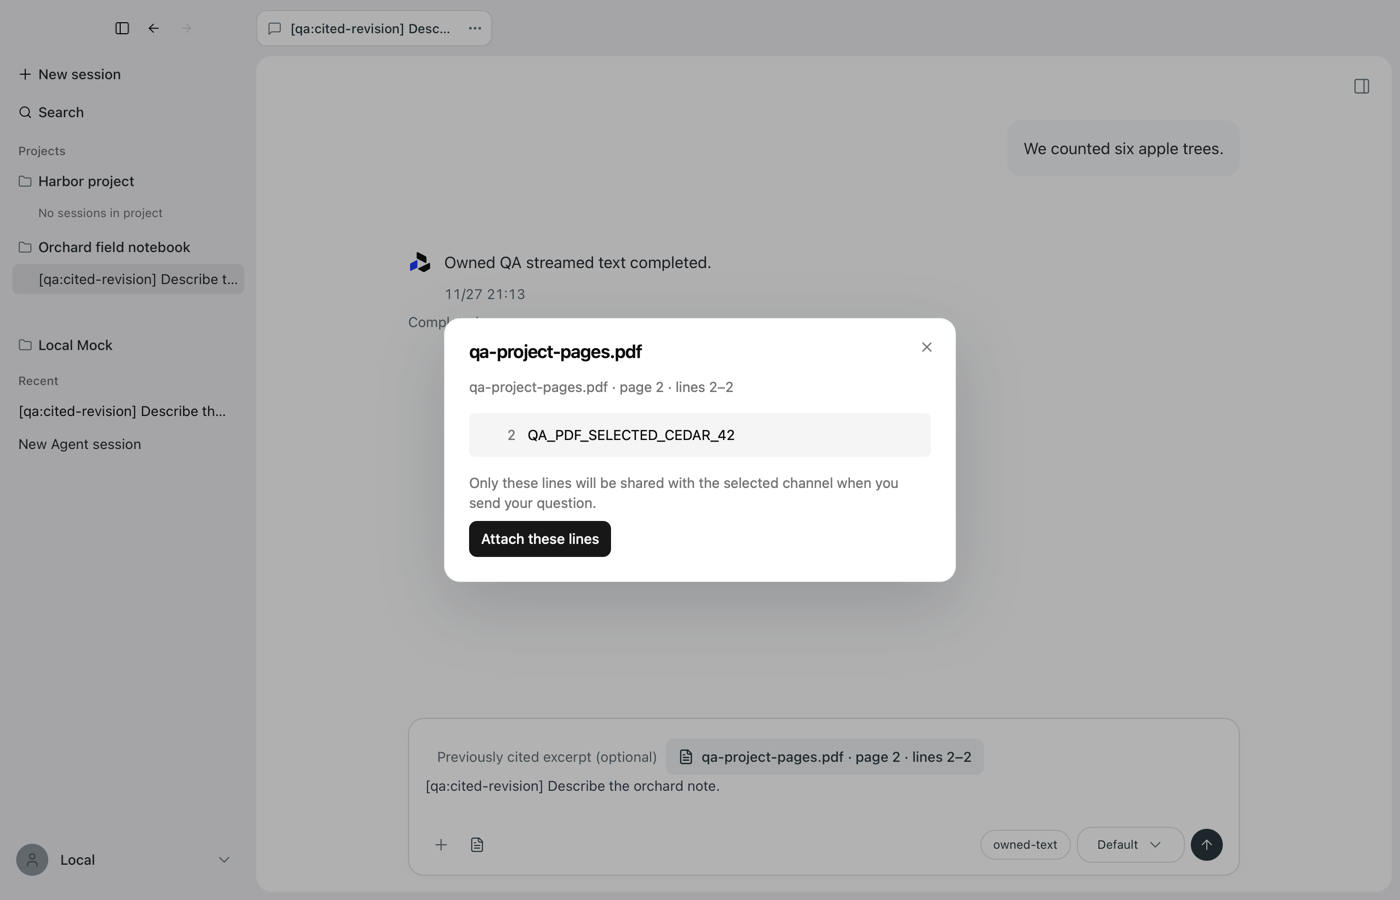 [qa:cited-revision] Desc...
New session
Search
Projects
Harbor project
No sessions in project
Orchard field notebook
[qa:cited-revision] Describe t...
Local Mock
Recent
[qa:cited-revision] Describe th...
New Agent session
Local
We counted six apple trees.
Owned QA streamed text completed.
11/27 21:13
qa-project-pages.pdf
qa-project-pages.pdf · page 2 · lines 2–2
2 QA_PDF_SELECTED_CEDAR_42
Only these lines will be shared with the selected channel when you
send your question.
Attach these lines
Previously cited excerpt (optional) qa-project-pages.pdf · page 2 · lines 2–2
[qa:cited-revision] Describe the orchard note.
owned-text Default